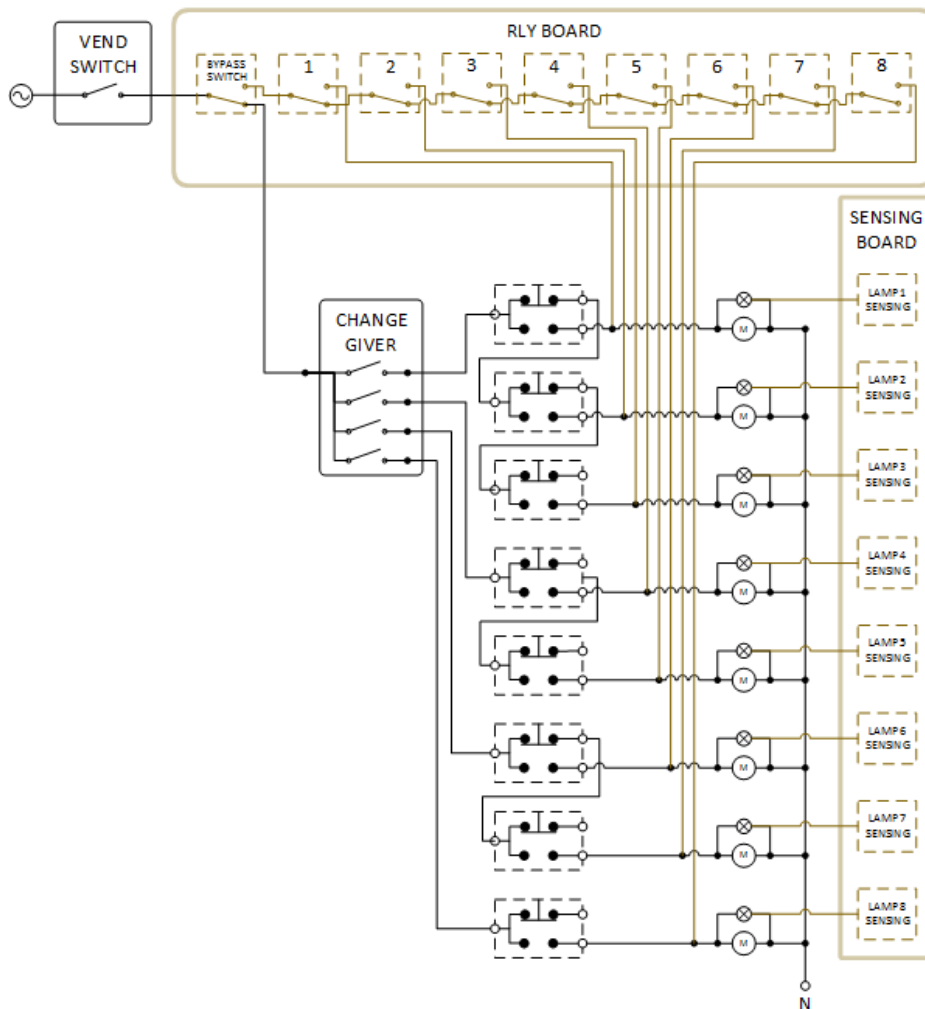 VEND
SWITCH
RLY BOARD
BYPASS
SWITCH
1
2
3
4
5
6
7
8
SENSING
BOARD
CHANGE
GIVER
M
LAMP1
SENSING
M
LAMP2
SENSING
M
LAMP3
SENSING
M
LAMP4
SENSING
M
LAMP5
SENSING
M
LAMP6
SENSING
M
LAMP7
SENSING
M
LAMP8
SENSING
N